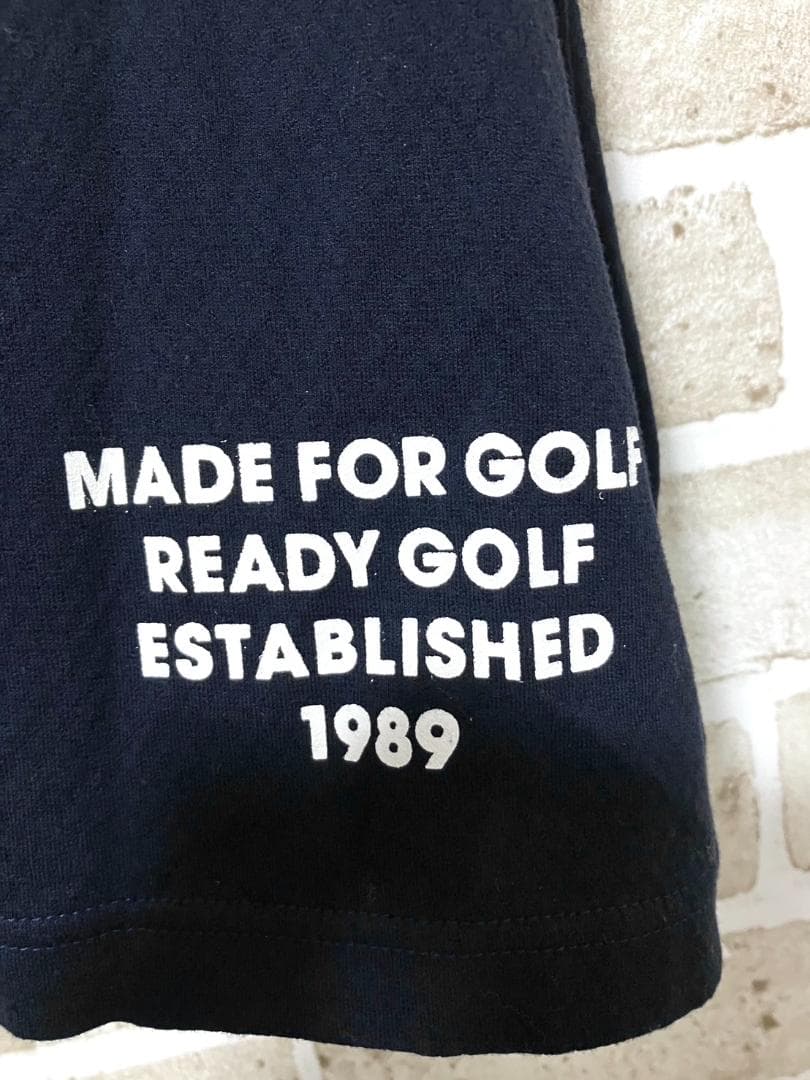 MADE FOR GOLF
READY GOLF
ESTABLISHED
1989